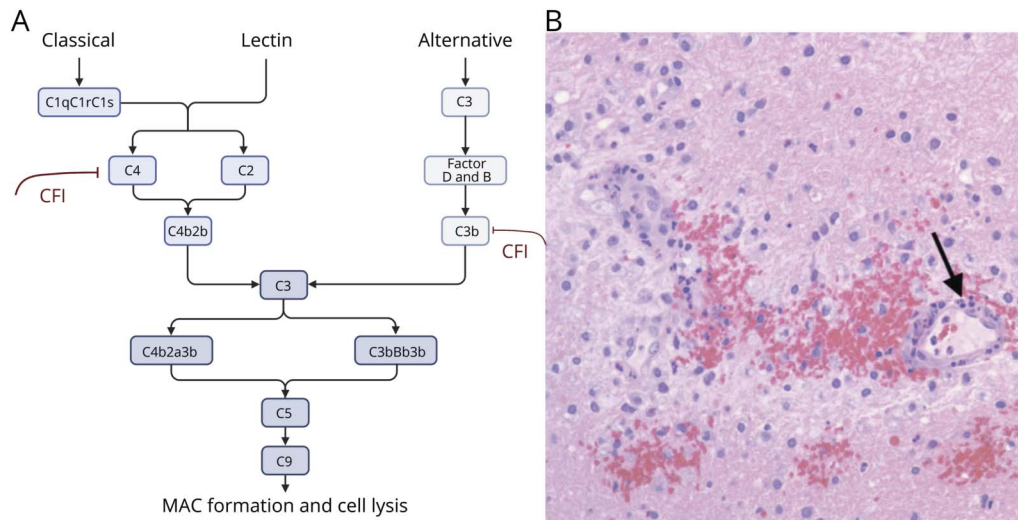 A
B
Classical
Lectin
Alternative
C1qC1rC1s
C3
C4
C2
Factor
D and B
CFI
C4b2b
C3b
CFI
C3
C4b2a3b
C3bBb3b
C5
C9
MAC formation and cell lysis